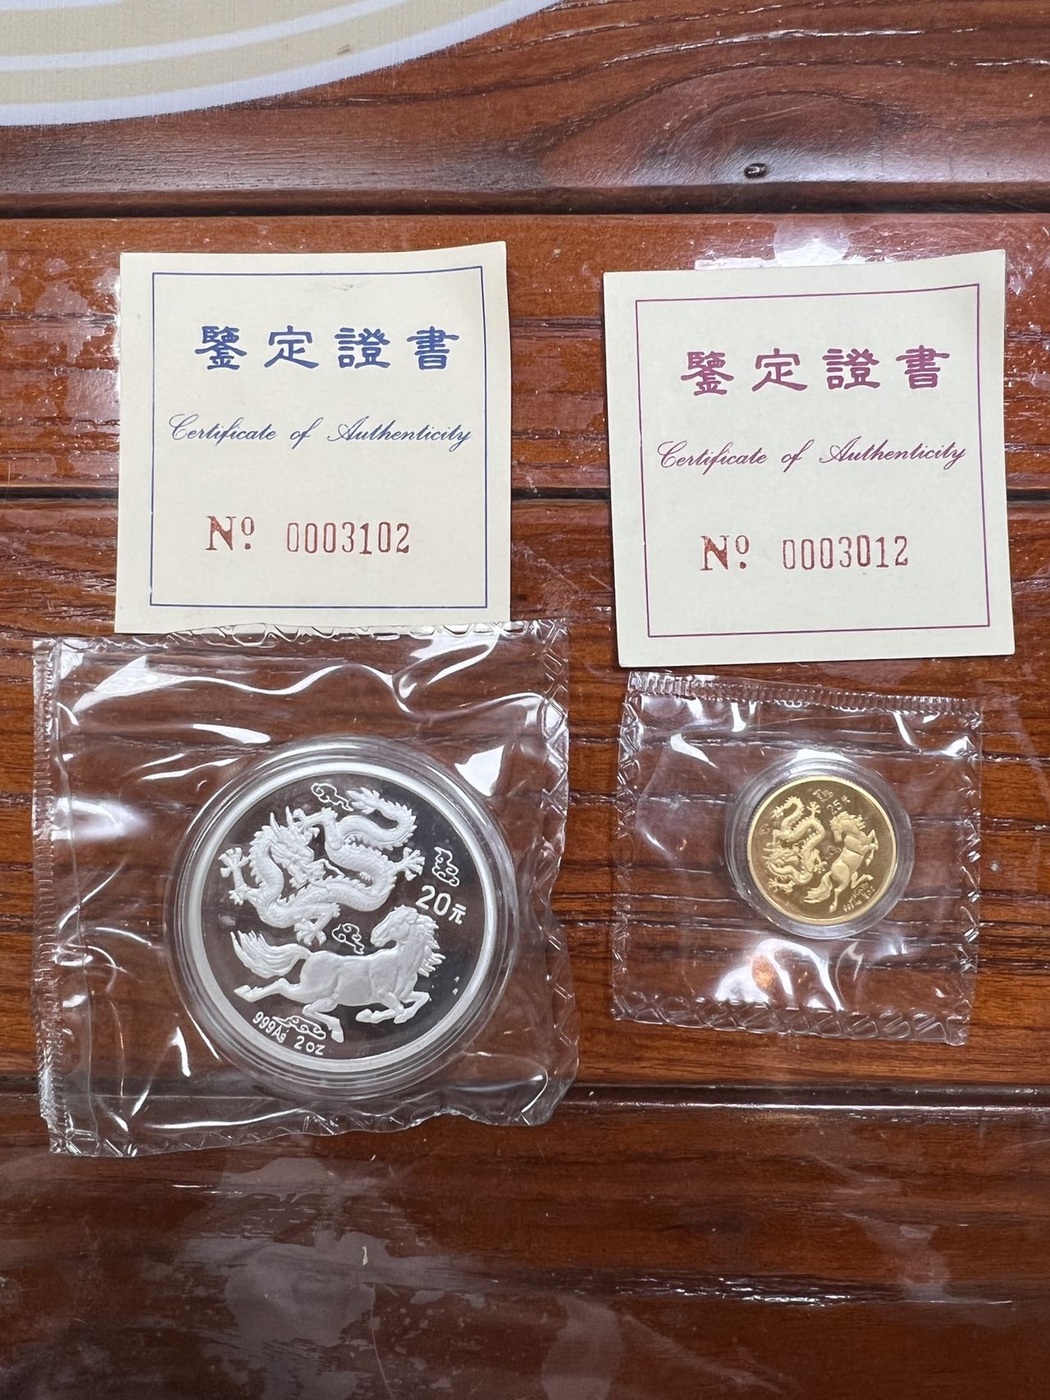 鑒定證書
Certificate of Authenticity
Nº 0003102
鑒定證書
Certificate of Authenticity
Nº 0003012
20元
999Ag 2oz